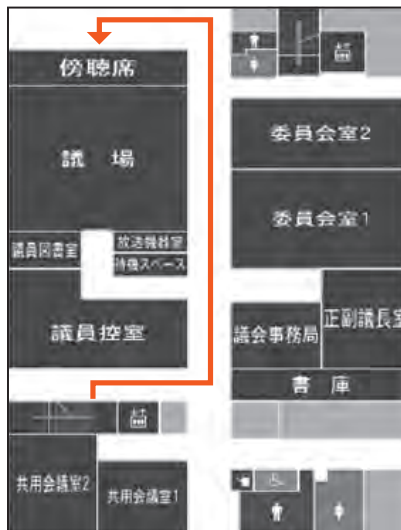 傍聴席
議 場
議員図書室
放送機器室
待機スペース
議員控室
共用会議室2
共用会議室1
委員会室2
委員会室1
議会事務局
正副議長室
書 庫